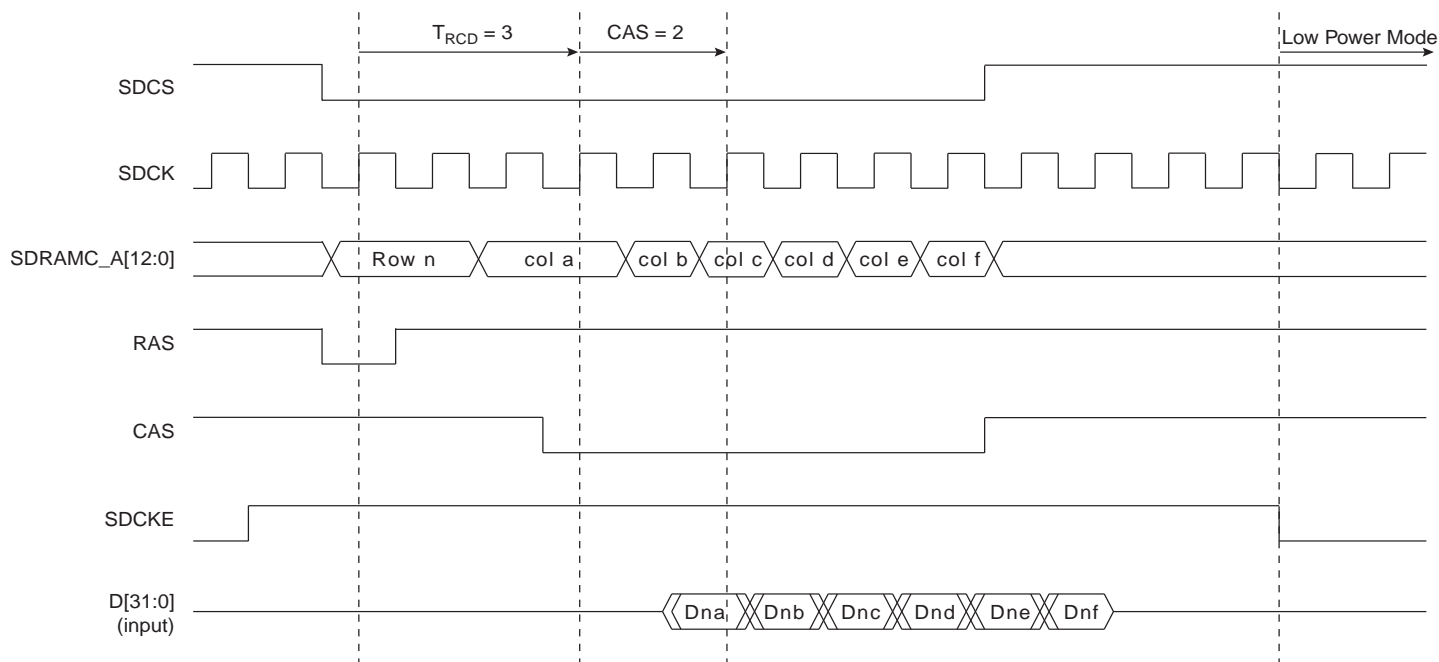 TRCD = 3
CAS = 2
Low Power Mode
SDCS
SDCK
SDRAMC_A[12:0]
Row n
col a
col b
col c
col d
col e
col f
RAS
CAS
SDCKE
D[31:0]
(input)
Dna
Dnb
Dnc
Dnd
Dne
Dnf